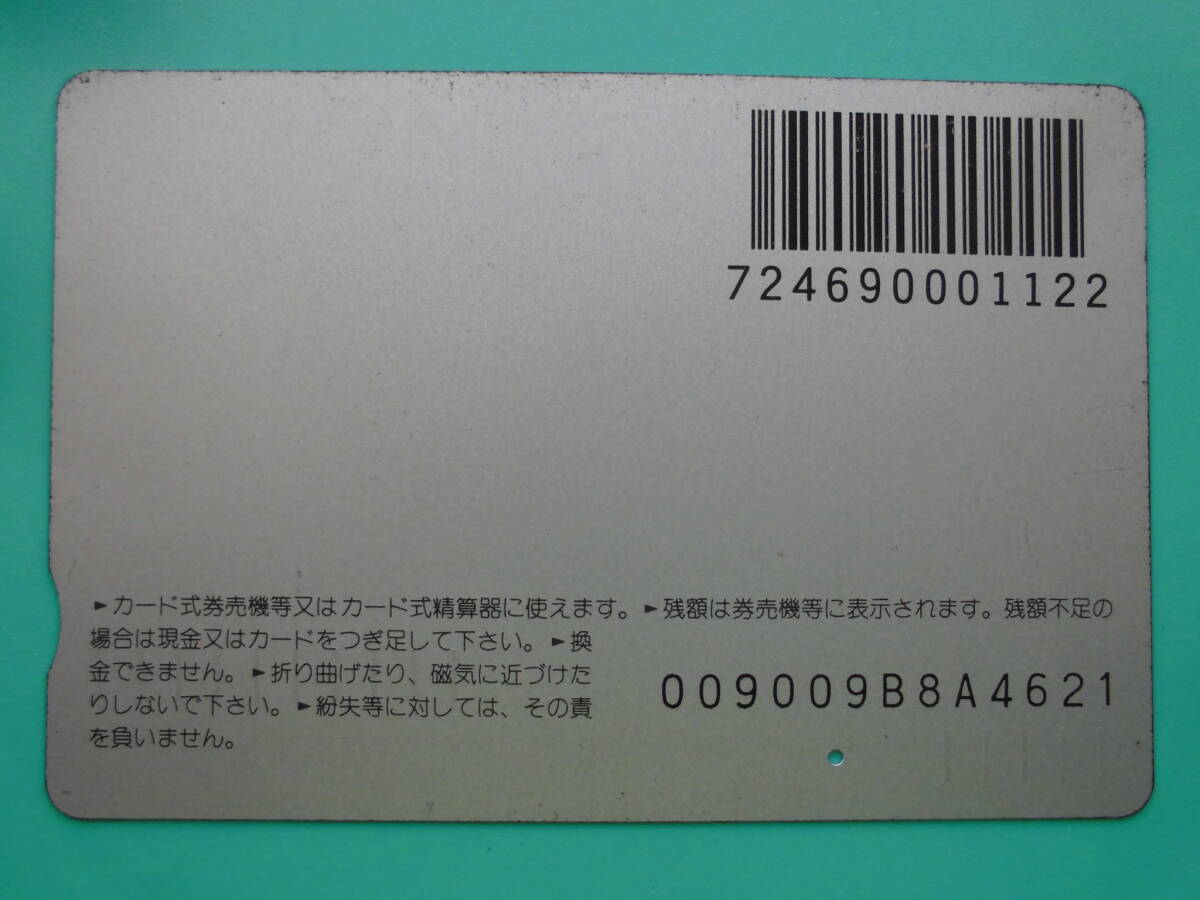 724690001122
►カード式券売機等又はカード式精算器に使えます。►残額は券売機等に表示されます。残額不足の
場合は現金又はカードをつぎ足して下さい。►換
金できません。►折り曲げたり、磁気に近づけた
りしないで下さい。►紛失等に対しては、その責
を負いません。
009009B8A4621